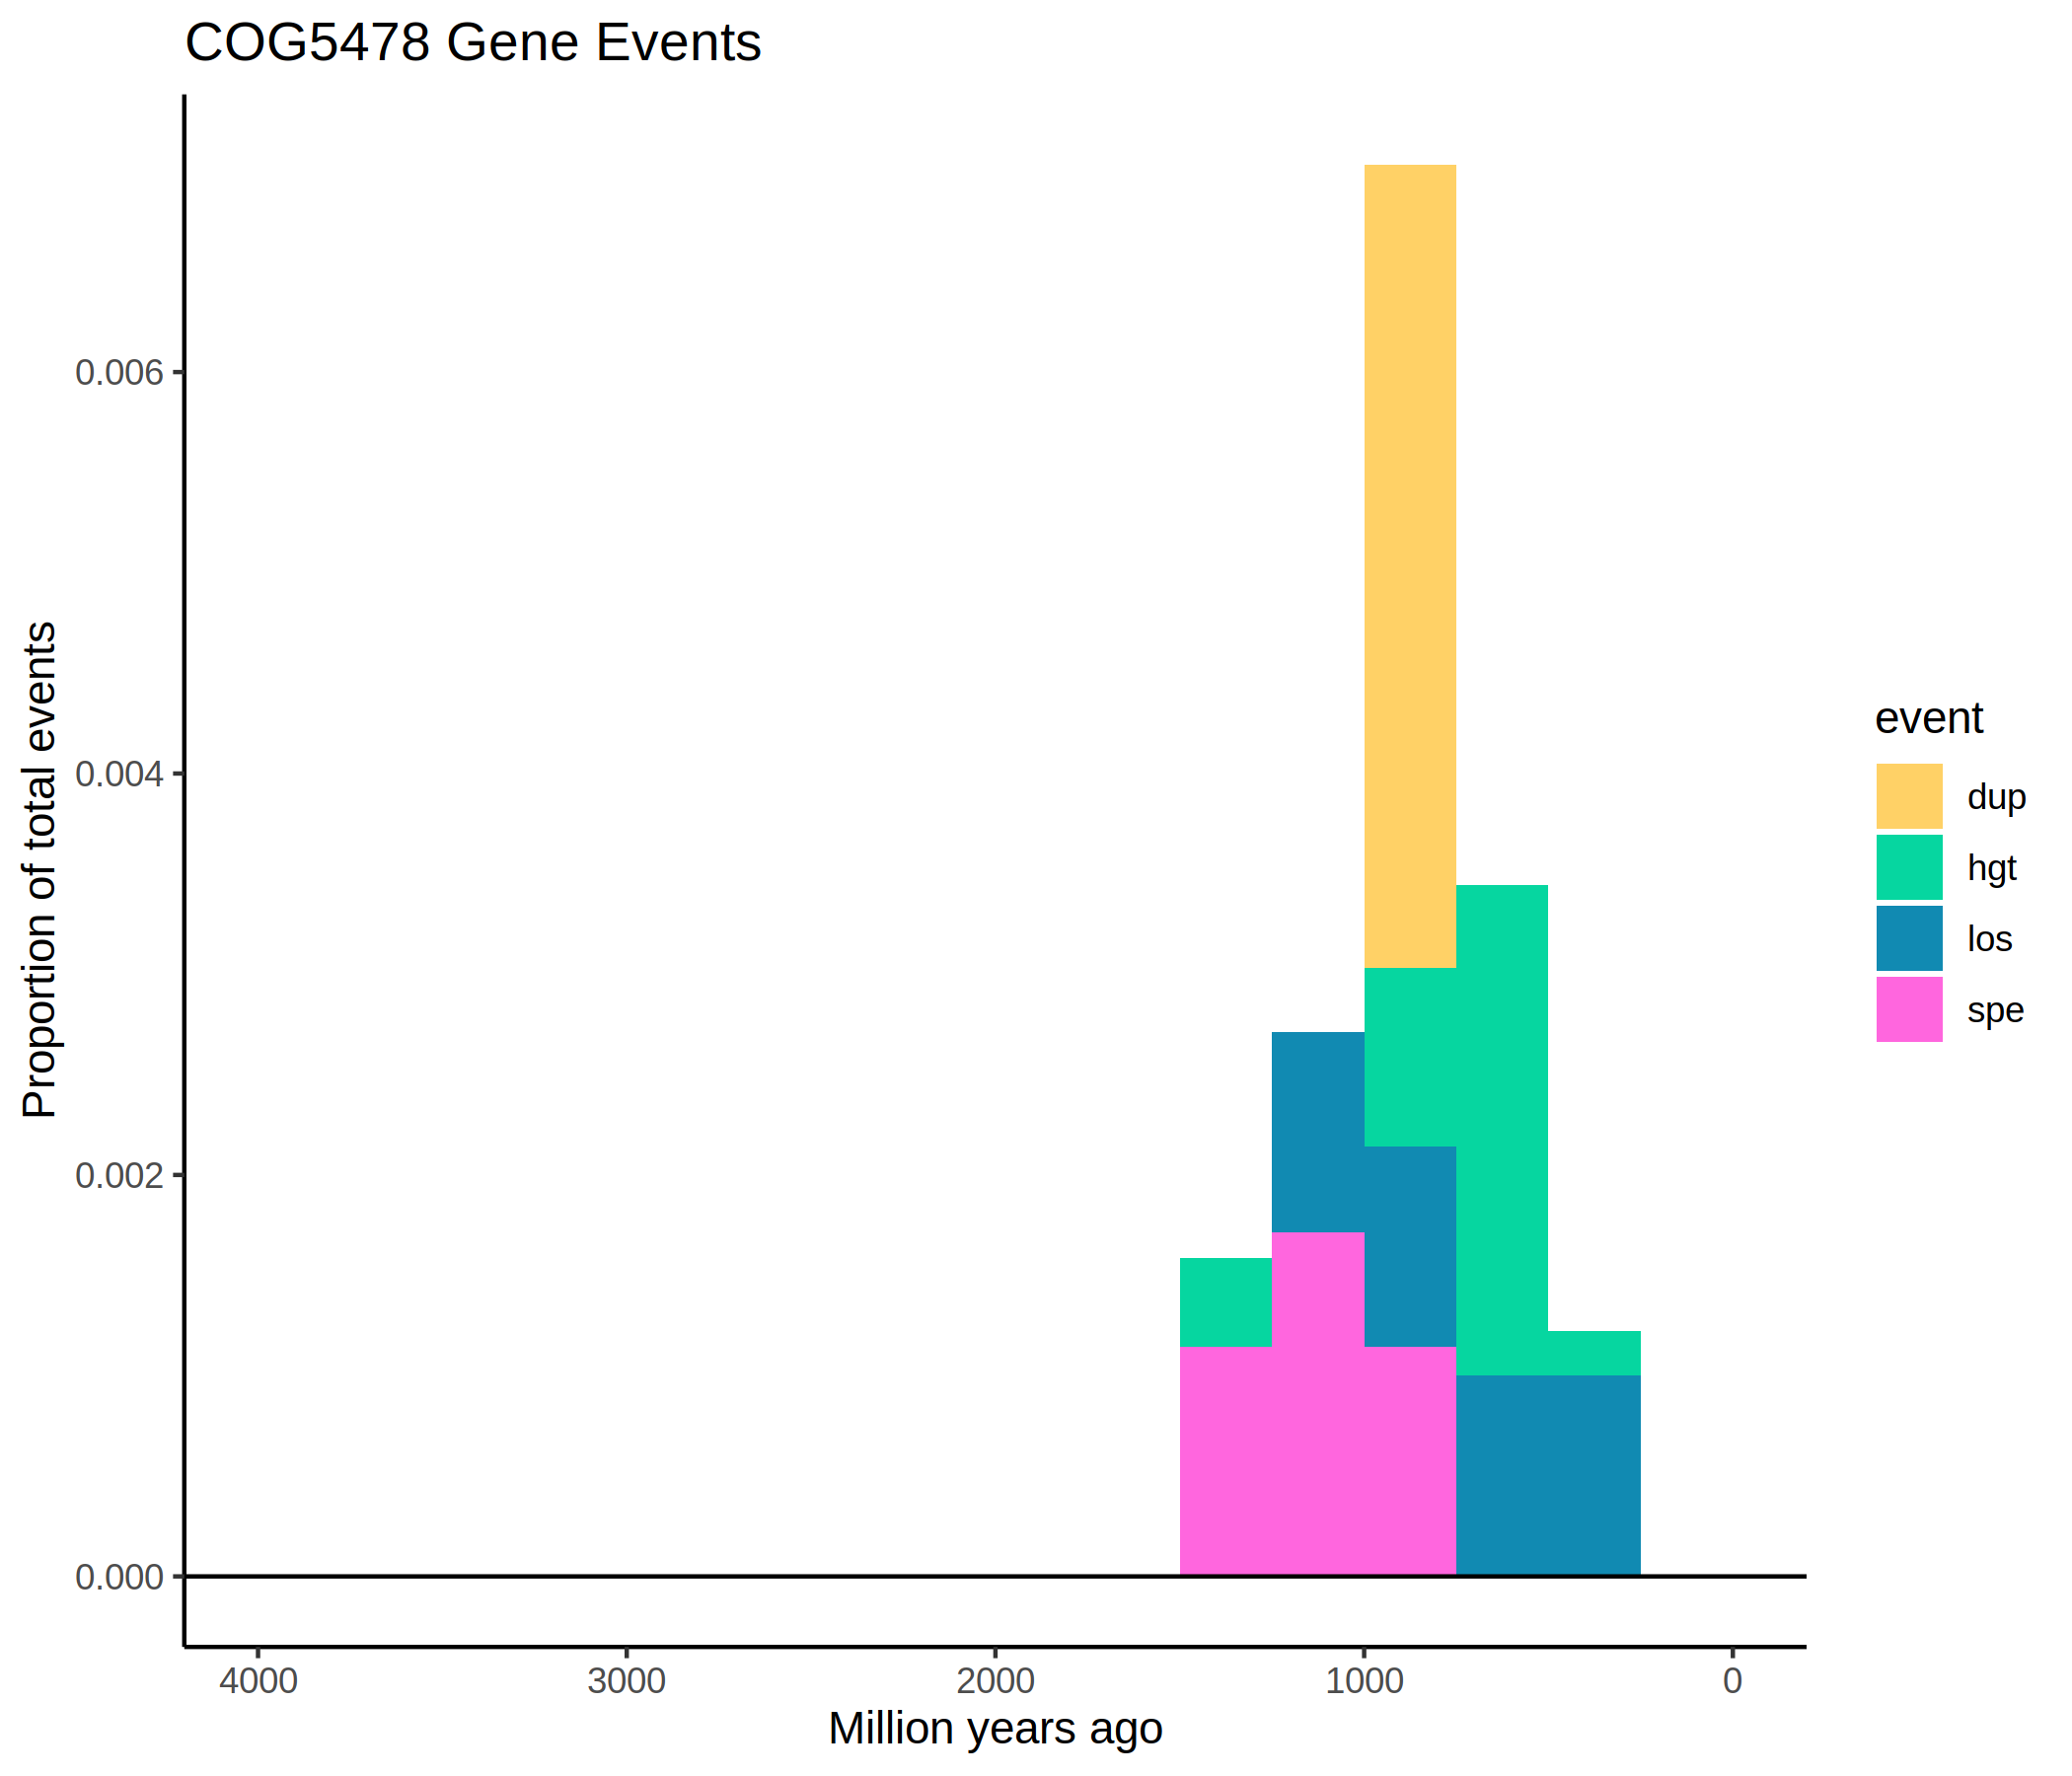 COG5478 Gene Events
Proportion of total events
0.006
0.004
0.002
0.000
4000 3000 2000 1000 0
Million years ago
event
dup
hgt
los
spe